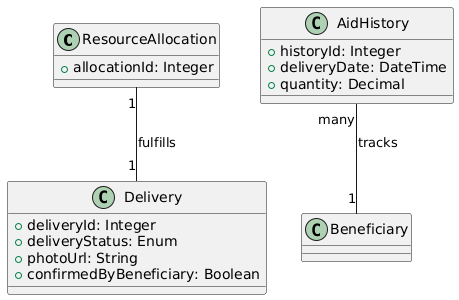 C ResourceAllocation
allocationId: Integer
C AidHistory
historyId: Integer
deliveryDate: DateTime
quantity: Decimal
1
fulfills
1
many
tracks
1
C Delivery
deliveryId: Integer
deliveryStatus: Enum
photoUrl: String
confirmedByBeneficiary: Boolean
C Beneficiary